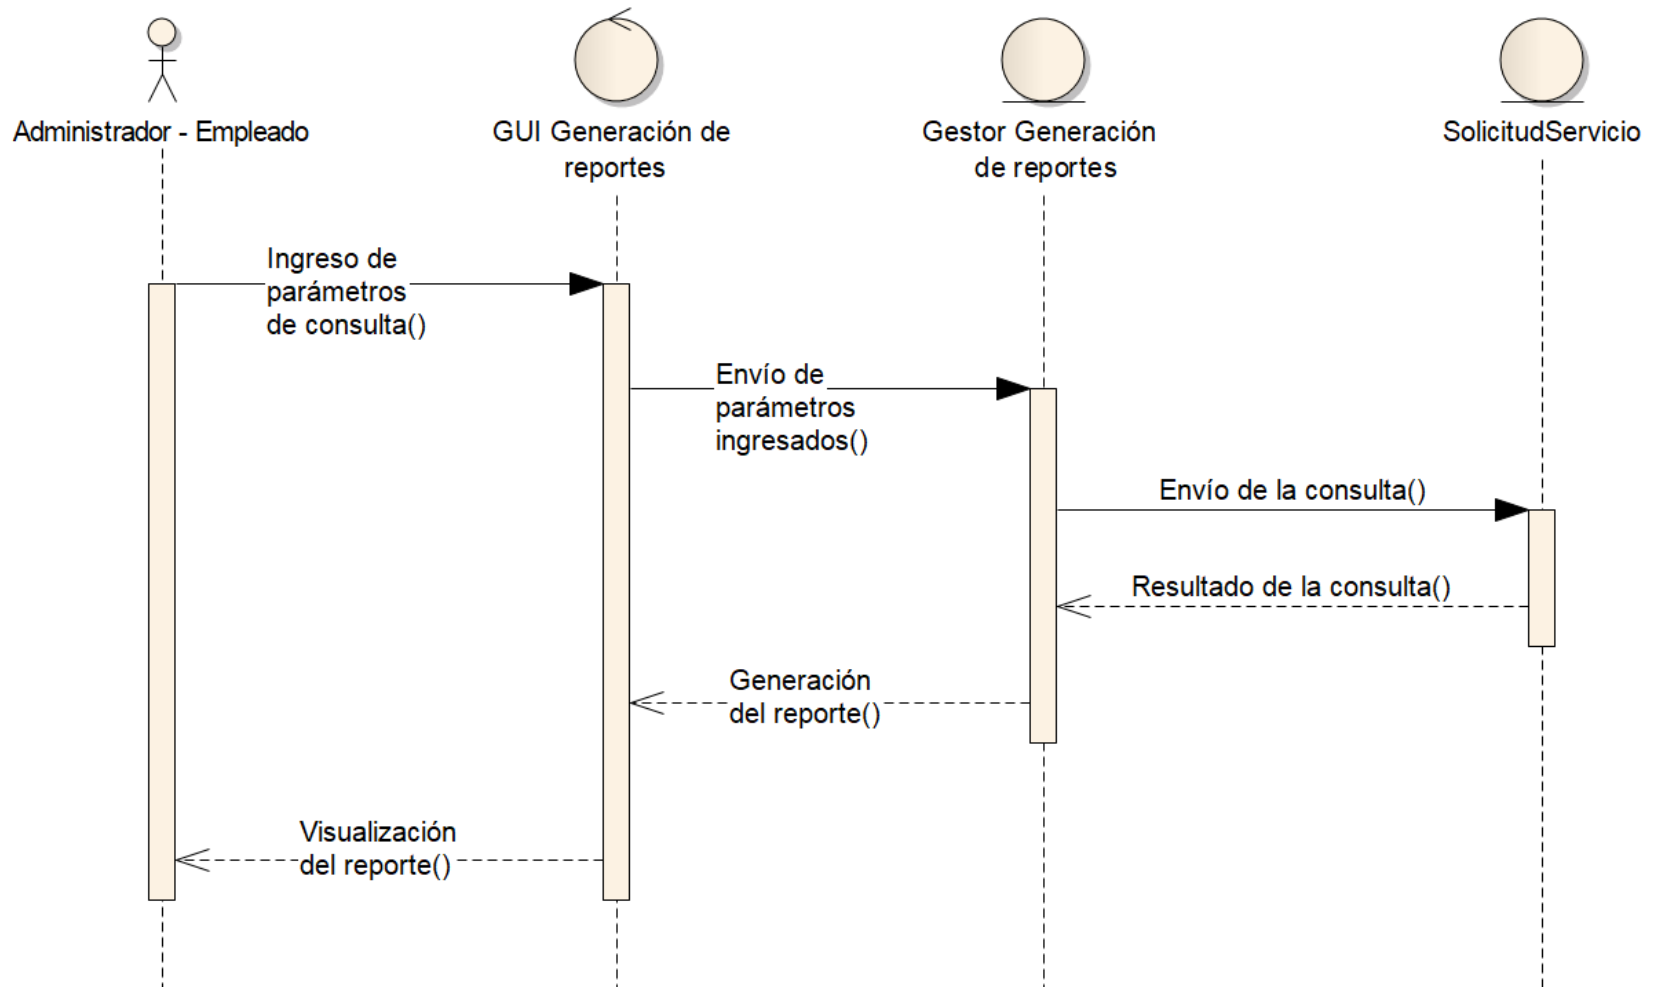 Administrador - Empleado
GUI Generación de
reportes
Gestor Generación
de reportes
SolicitudServicio
Ingreso de
parámetros
de consulta()
Envío de
parámetros
ingresados()
Envío de la consulta()
Resultado de la consulta()
Generación
del reporte()
Visualización
del reporte()